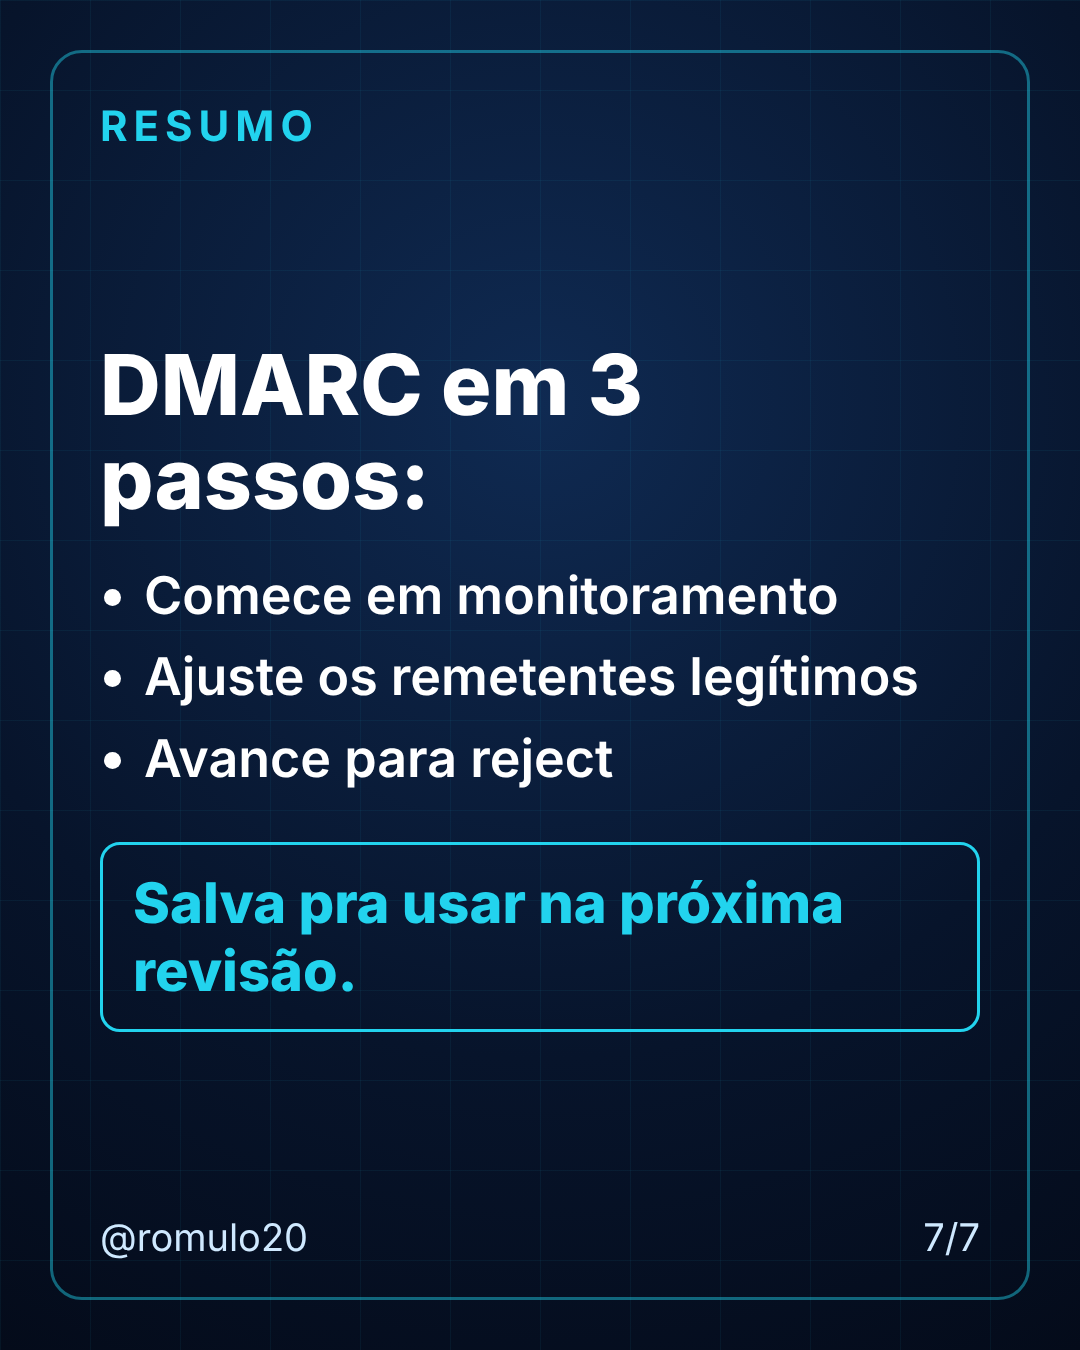 RESUMO
DMARC em 3
passos:
• Comece em monitoramento
• Ajuste os remetentes legítimos
• Avance para reject
Salva pra usar na próxima
revisão.
@romulo20
7/7